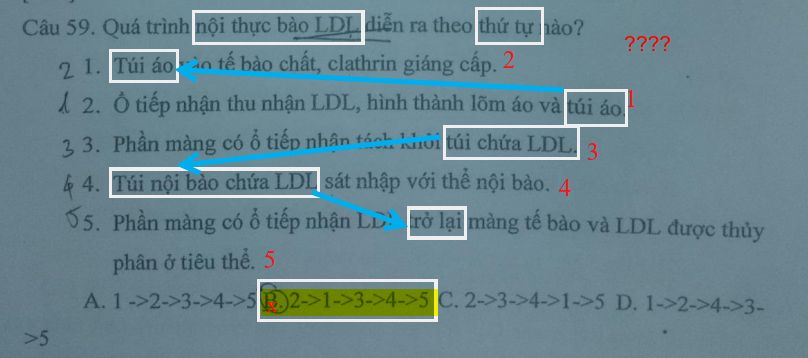 Câu 59. Quá trình nội thực bào LDL diễn ra theo thứ tự nào?
????
2 1. Túi áo vào tế bào chất, clathrin giáng cấp. 2
1 2. Ổ tiếp nhận thu nhận LDL, hình thành lõm áo và túi áo. 1
3 3. Phần màng có ổ tiếp nhận tách khỏi túi chứa LDL. 3
4 4. Túi nội bào chứa LDL sát nhập với thể nội bào. 4
5 5. Phần màng có ổ tiếp nhận LDL trở lại màng tế bào và LDL được thủy
phân ở tiêu thể. 5
A. 1 ->2->3->4->5 B. 2->1->3->4->5 C. 2->3->4->1->5 D. 1->2->4->3-
>5